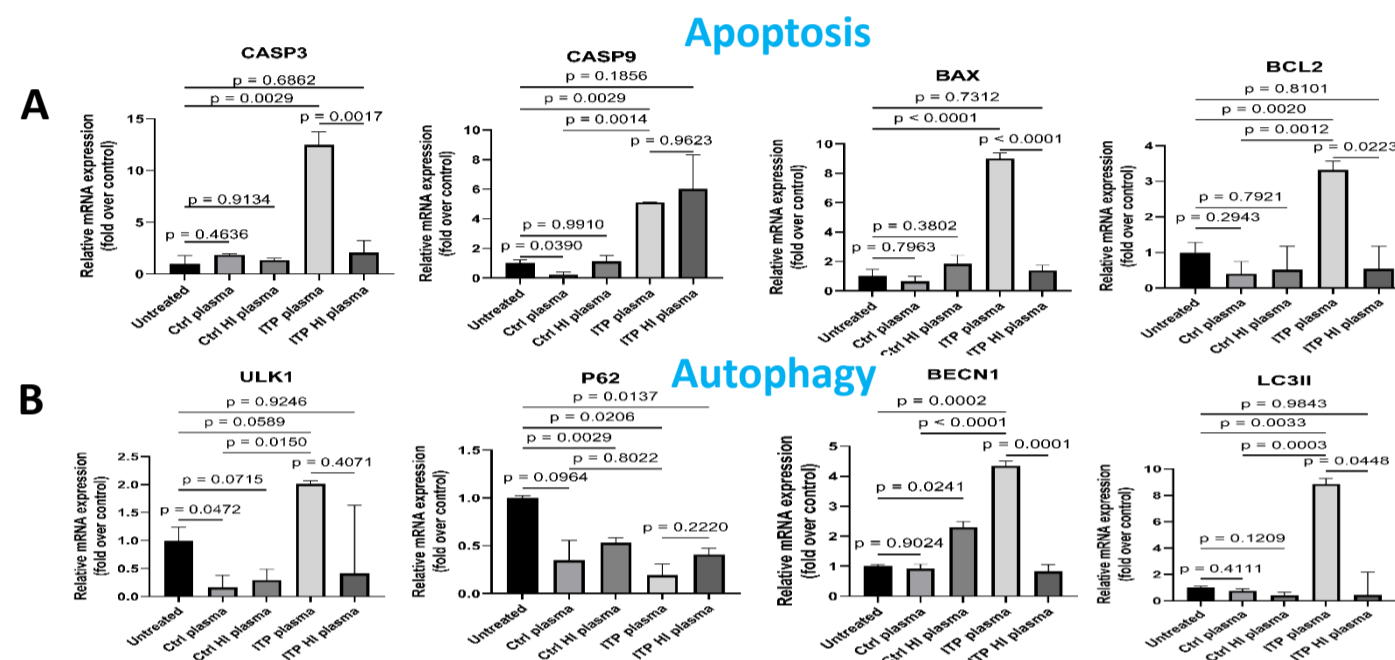 Apoptosis
A
CASP3
p = 0.6862
p = 0.0029
p = 0.0017
p = 0.9134
p = 0.4636
Relative mRNA expression
(fold over control)
15
10
5
0
Untreated
Ctrl plasma
Ctrl HI plasma
ITP plasma
ITP HI plasma
CASP9
p = 0.1856
p = 0.0029
p = 0.0014
p = 0.9623
p = 0.9910
p = 0.0390
Relative mRNA expression
(fold over control)
10
8
6
4
2
0
Untreated
Ctrl plasma
Ctrl HI plasma
ITP plasma
ITP HI plasma
BAX
p = 0.7312
p < 0.0001
p < 0.0001
p = 0.3802
p = 0.7963
Relative mRNA expression
(fold over control)
10
8
6
4
2
0
Untreated
Ctrl plasma
Ctrl HI plasma
ITP plasma
ITP HI plasma
BCL2
p = 0.8101
p = 0.0020
p = 0.0012
p = 0.0223
p = 0.7921
p = 0.2943
Relative mRNA expression
(fold over control)
4
3
2
1
0
Untreated
Ctrl plasma
Ctrl HI plasma
ITP plasma
ITP HI plasma
Autophagy
B
ULK1
p = 0.9246
p = 0.0589
p = 0.0150
p = 0.4071
p = 0.0715
p = 0.0472
Relative mRNA expression
(fold over control)
2.5
2.0
1.5
1.0
0.5
0.0
Untreated
Ctrl plasma
Ctrl HI plasma
ITP plasma
ITP HI plasma
P62
p = 0.0137
p = 0.0206
p = 0.0029
p = 0.8022
p = 0.0964
p = 0.2220
Relative mRNA expression
(fold over control)
1.5
1.0
0.5
0.0
Untreated
Ctrl plasma
Ctrl HI plasma
ITP plasma
ITP HI plasma
BECN1
p = 0.0002
p < 0.0001
p = 0.0001
p = 0.0241
p = 0.9024
Relative mRNA expression
(fold over control)
5
4
3
2
1
0
Untreated
Ctrl plasma
Ctrl HI plasma
ITP plasma
ITP HI plasma
LC3II
p = 0.9843
p = 0.0033
p = 0.0003
p = 0.0448
p = 0.1209
p = 0.4111
Relative mRNA expression
(fold over control)
10
8
6
4
2
0
Untreated
Ctrl plasma
Ctrl HI plasma
ITP plasma
ITP HI plasma